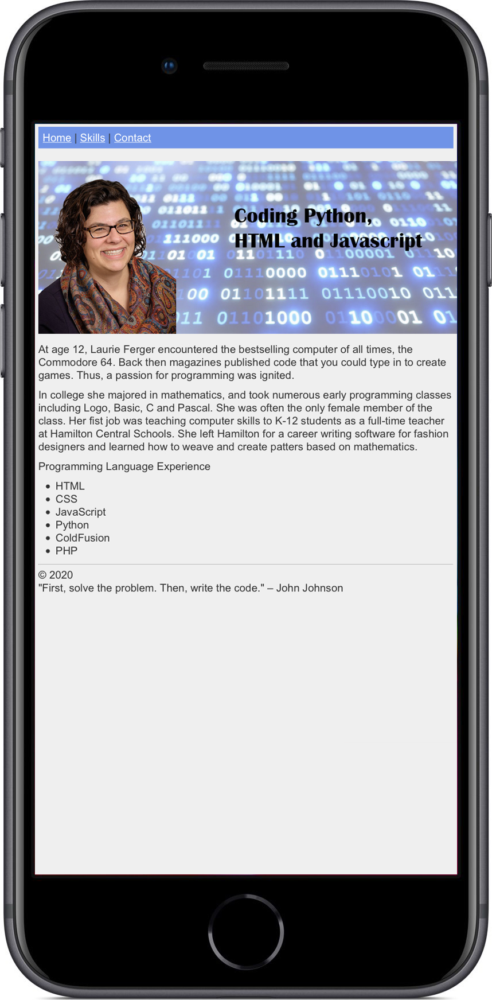 Home | Skills | Contact
Coding Python,
HTML and Javascript
At age 12, Laurie Ferger encountered the bestselling computer of all times, the
Commodore 64. Back then magazines published code that you could type in to create
games. Thus, a passion for programming was ignited.
In college she majored in mathematics, and took numerous early programming classes
including Logo, Basic, C and Pascal. She was often the only female member of the
class. Her fist job was teaching computer skills to K-12 students as a full-time teacher
at Hamilton Central Schools. She left Hamilton for a career writing software for fashion
designers and learned how to weave and create patters based on mathematics.
Programming Language Experience
• HTML
• CSS
• JavaScript
• Python
• ColdFusion
• PHP
© 2020
"First, solve the problem. Then, write the code." – John Johnson